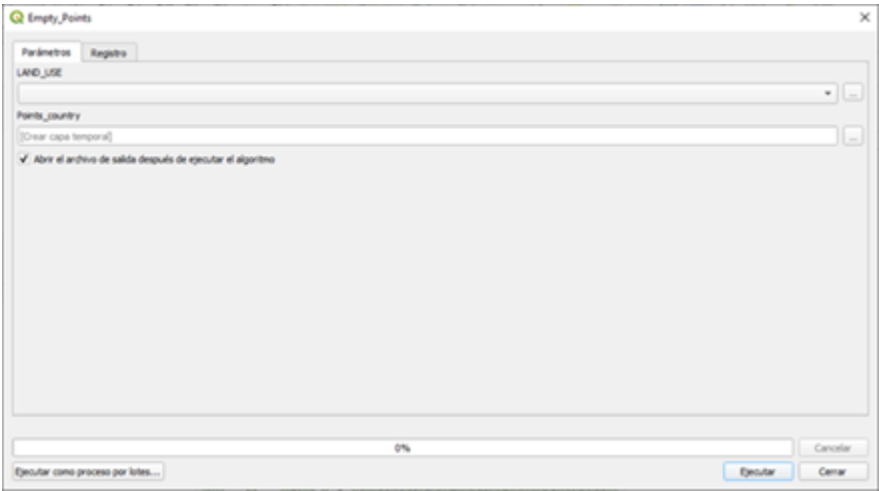 Empty_Points
Parámetros Registro
LAND_USE
...
Points_country
[Crear capa temporal]
...
Abrir el archivo de salida después de ejecutar el algoritmo
0%
Cancelar
Ejecutar como proceso por lotes...
Ejecutar
Cerrar